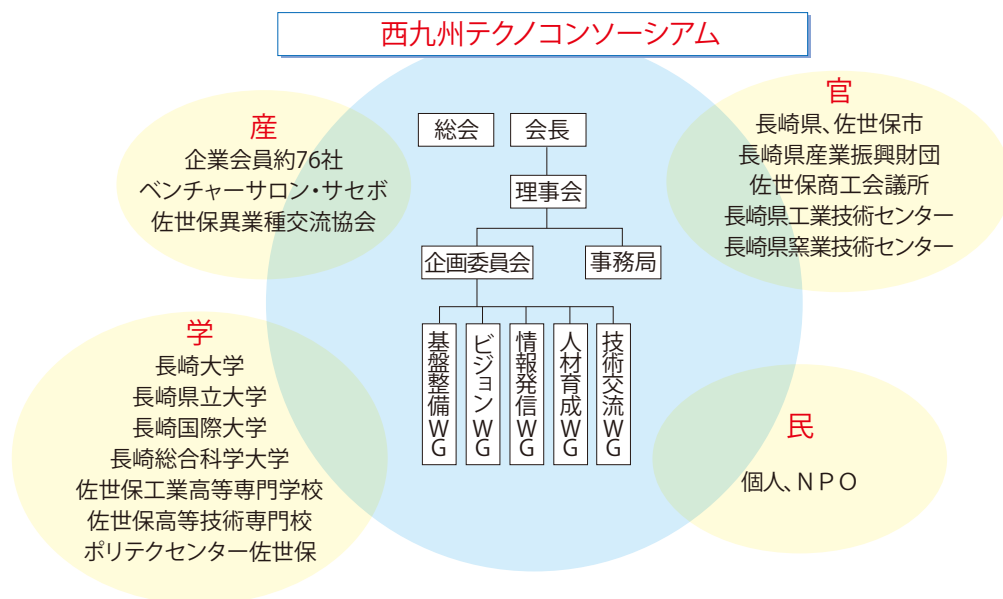 西九州テクノコンソーシアム
産
企業会員約76社
ベンチャーサロン・サセボ
佐世保異業種交流協会
官
長崎県、佐世保市
長崎県産業振興財団
佐世保商工会議所
長崎県工業技術センター
長崎県窯業技術センター
総会
会長
理事会
企画委員会
事務局
基盤整備WG
ビジョンWG
情報発信WG
人材育成WG
技術交流WG
学
長崎大学
長崎県立大学
長崎国際大学
長崎総合科学大学
佐世保工業高等専門学校
佐世保高等技術専門校
ポリテクセンター佐世保
民
個人、NPO